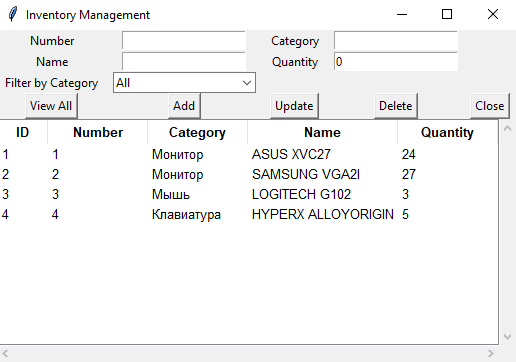 Inventory Management
Number Category
Name Quantity 0
Filter by Category All
View All Add Update Delete Close
ID Number Category Name Quantity
1 1 Монитор ASUS XVC27 24
2 2 Монитор SAMSUNG VGA2I 27
3 3 Мышь LOGITECH G102 3
4 4 Клавиатура HYPERX ALLOYORIGIN 5